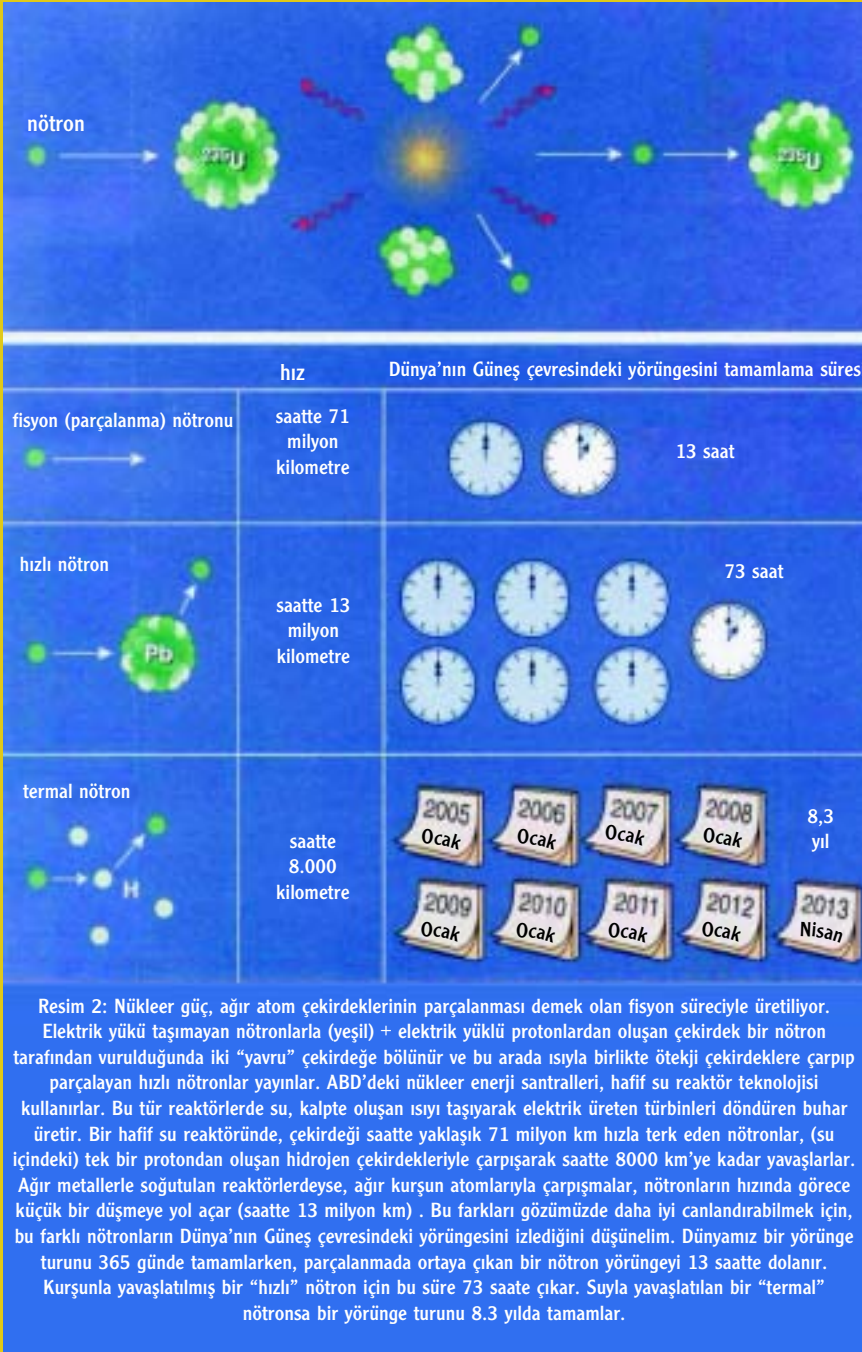 nötron
235U
235U
hız
Dünya'nın Güneş çevresindeki yörüngesini tamamlama süres
fisyon (parçalanma) nötronu
saatte 71
milyon
kilometre
13 saat
hızlı nötron
Pb
saatte 13
milyon
kilometre
73 saat
termal nötron
H
saatte
8.000
kilometre
2005
Ocak
2006
Ocak
2007
Ocak
2008
Ocak
8,3
yıl
2009
Ocak
2010
Ocak
2011
Ocak
2012
Ocak
2013
Nisan
Resim 2: Nükleer güç, ağır atom çekirdeklerinin parçalanması demek olan fisyon süreciyle üretiliyor.
Elektrik yükü taşımayan nötronlarla (yeşil) + elektrik yüklü protonlardan oluşan çekirdek bir nötron
tarafından vurulduğunda iki “yavru” çekirdeğe bölünür ve bu arada ısıyla birlikte ötekji çekirdeklere çarpıp
parçalayan hızlı nötronlar yayınlar. ABD'deki nükleer enerji santralleri, hafif su reaktör teknolojisi
kullanırlar. Bu tür reaktörlerde su, kalpte oluşan ısıyı taşıyarak elektrik üreten türbinleri döndüren buhar
üretir. Bir hafif su reaktöründe, çekirdeği saatte yaklaşık 71 milyon km hızla terk eden nötronlar, (su
içindeki) tek bir protondan oluşan hidrojen çekirdekleriyle çarpışarak saatte 8000 km'ye kadar yavaşlarlar.
Ağır metallerle soğutulan reaktörlerdeyse, ağır kurşun atomlarıyla çarpışmalar, nötronların hızında görece
küçük bir düşmeye yol açar (saatte 13 milyon km) . Bu farkları gözümüzde daha iyi canlandırabilmek için,
bu farklı nötronların Dünya'nın Güneş çevresindeki yörüngesini izlediğini düşünelim. Dünyamız bir yörünge
turunu 365 günde tamamlarken, parçalanmada ortaya çıkan bir nötron yörüngeyi 13 saatte dolanır.
Kurşunla yavaşlatılmış bir “hızlı” nötron için bu süre 73 saate çıkar. Suyla yavaşlatılan bir “termal”
nötronsa bir yörünge turunu 8.3 yılda tamamlar.